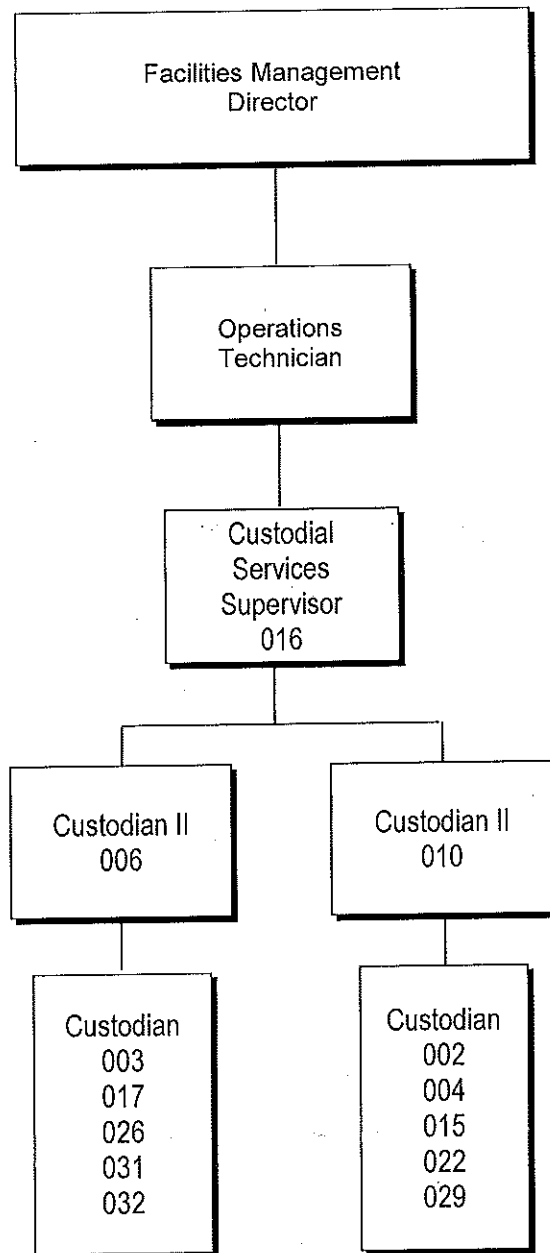 Facilities Management
Director
Operations
Technician
Custodial
Services
Supervisor
016
Custodian II
006
Custodian II
010
Custodian
003
017
026
031
032
Custodian
002
004
015
022
029